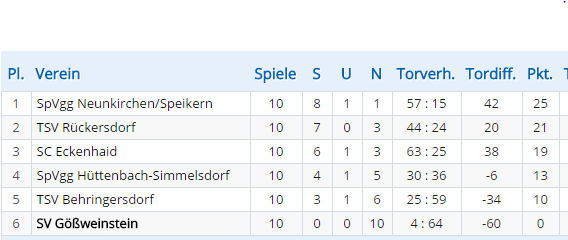 Pl. Verein Spiele S U N Torverh. Tordiff. Pkt.
1 SpVgg Neunkirchen/Speikern 10 8 1 1 57 : 15 42 25
2 TSV Rückersdorf 10 7 0 3 44 : 24 20 21
3 SC Eckenhaid 10 6 1 3 63 : 25 38 19
4 SpVgg Hüttenbach-Simmelsdorf 10 4 1 5 30 : 36 -6 13
5 TSV Behringersdorf 10 3 1 6 25 : 59 -34 10
6 SV Gößweinstein 10 0 0 10 4 : 64 -60 0